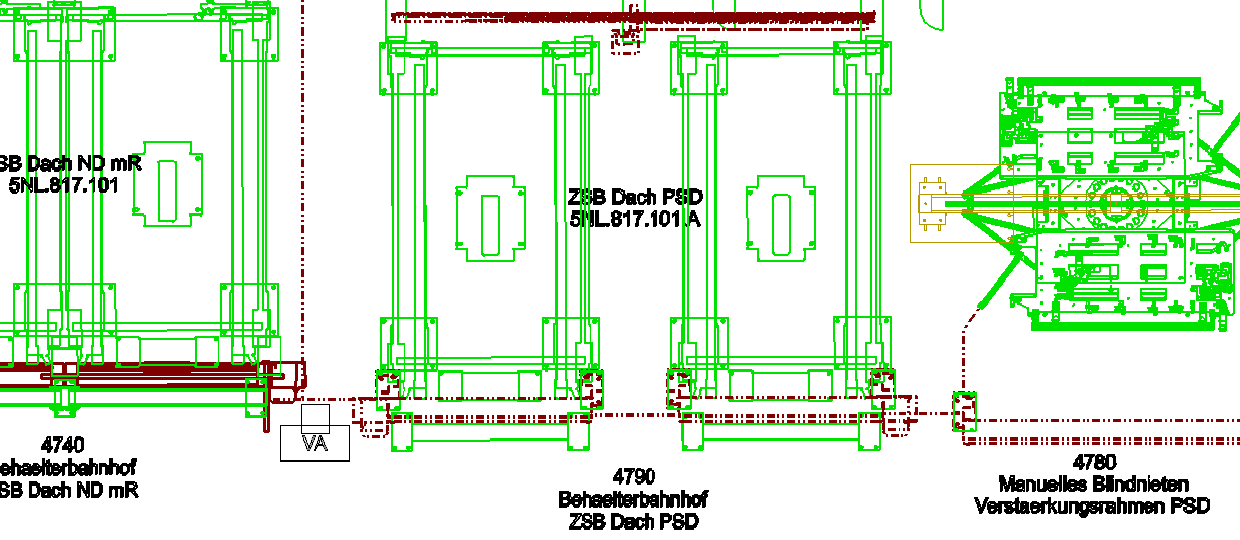 SB Dach ND mR
5NL.817.101
ZSB Dach PSD
5NL.817.101 A
VA
4740
ehaelterbahnhof
SB Dach ND mR
4790
Behaelterbahnhof
ZSB Dach PSD
4780
Manuelles Blindnieten
Verstaerkungsrahmen PSD